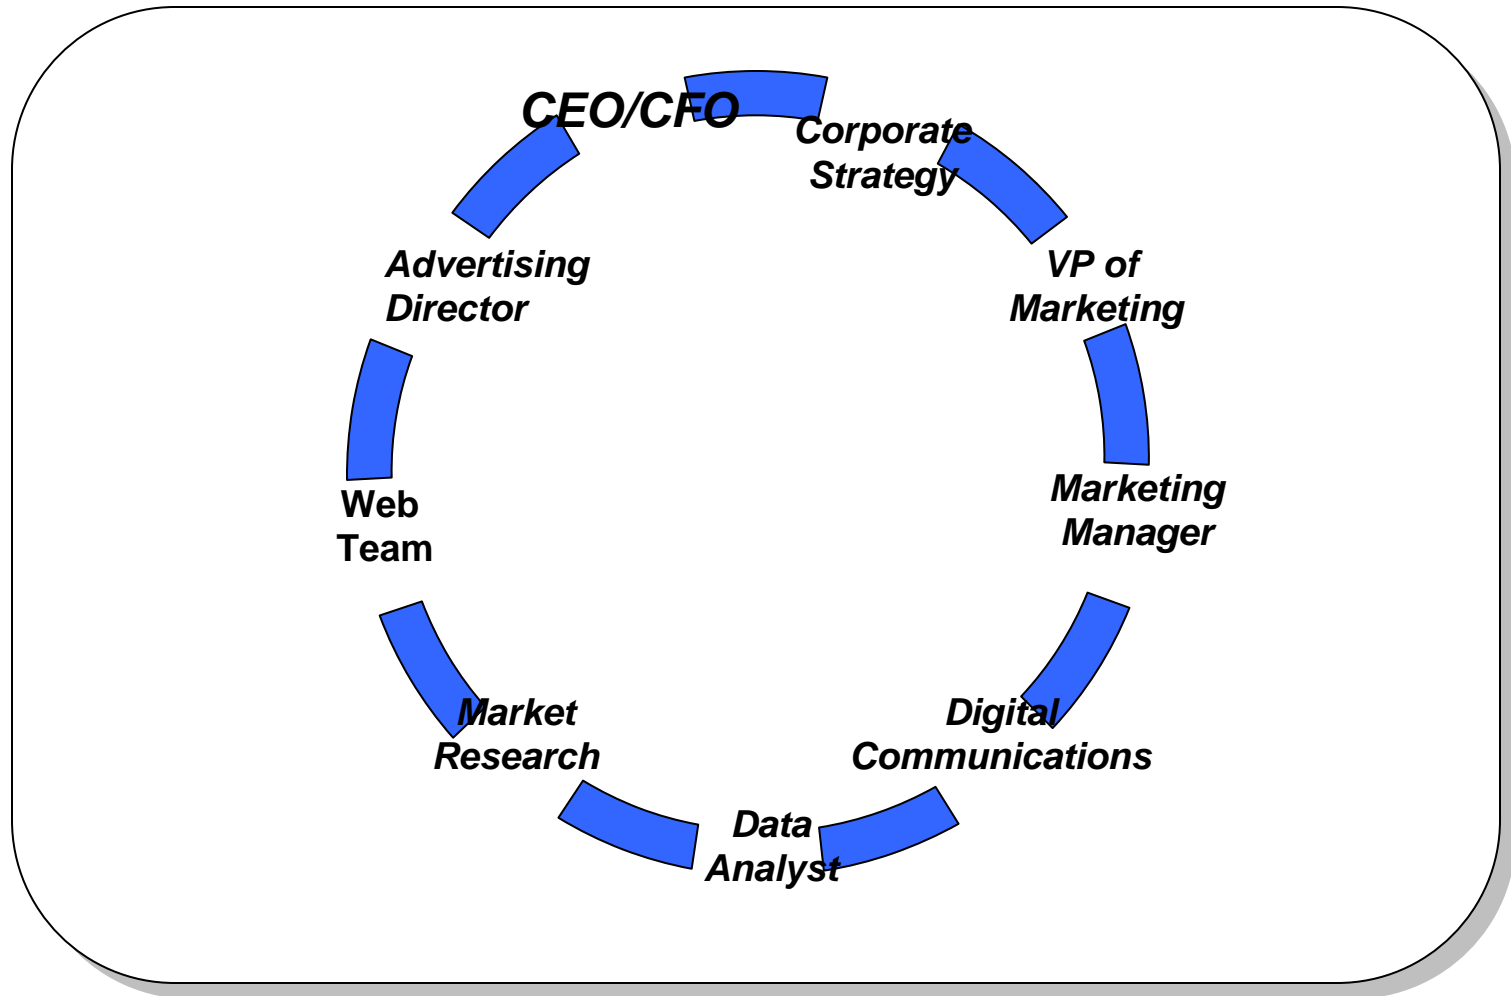 CEO/CFO
Corporate
Strategy
VP of
Marketing
Marketing
Manager
Digital
Communications
Data
Analyst
Market
Research
Web
Team
Advertising
Director